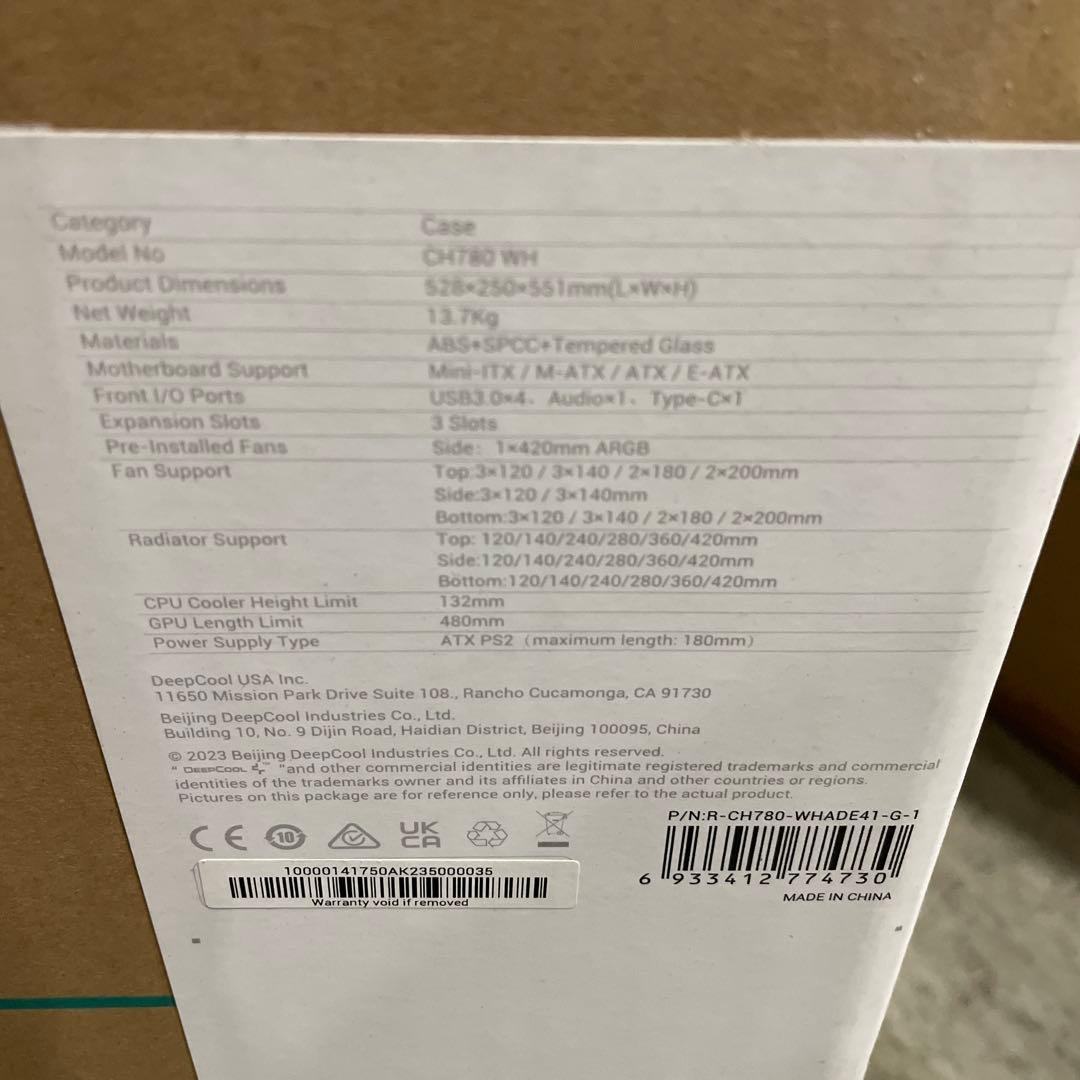 Category Case
Model No CH780 WH
Product Dimensions 528×250×551mm(L×W×H)
Net Weight 13.7Kg
Materials ABS+SPCC+Tempered Glass
Motherboard Support Mini-ITX / M-ATX / ATX / E-ATX
Front I/O Ports USB3.0×4、Audio×1、Type-C×1
Expansion Slots 3 Slots
Pre-Installed Fans Side: 1×420mm ARGB
Fan Support Top:3×120 / 3×140 / 2×180 / 2×200mm
Side:3×120 / 3×140mm
Bottom:3×120 / 3×140 / 2×180 / 2×200mm
Radiator Support Top: 120/140/240/280/360/420mm
Side:120/140/240/280/360/420mm
Bottom:120/140/240/280/360/420mm
CPU Cooler Height Limit 132mm
GPU Length Limit 480mm
Power Supply Type ATX PS2（maximum length: 180mm）
DeepCool USA Inc.
11650 Mission Park Drive Suite 108., Rancho Cucamonga, CA 91730
Beijing DeepCool Industries Co., Ltd.
Building 10, No. 9 Dijin Road, Haidian District, Beijing 100095, China
© 2023 Beijing DeepCool Industries Co., Ltd. All rights reserved.
" DEEPCOOL ™ "and other commercial identities are legitimate registered trademarks and commercial
identities of the trademarks owner and its affiliates in China and other countries or regions.
Pictures on this package are for reference only, please refer to the actual product.
CE 10 UK CA
P/N:R-CH780-WHADE41-G-1
6 933412 774730
MADE IN CHINA
10000141750AK235000035
Warranty void if removed